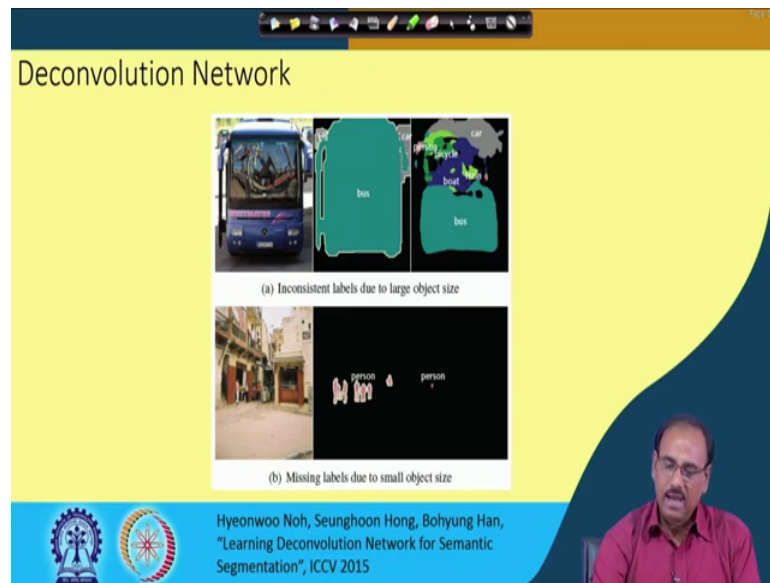 Deconvolution Network
car
bus
car
person
bicycle
boat
bus
(a) Inconsistent labels due to large object size
person
person
(b) Missing labels due to small object size
Hyeonwoo Noh, Seunghoon Hong, Bohyung Han,
"Learning Deconvolution Network for Semantic
Segmentation", ICCV 2015